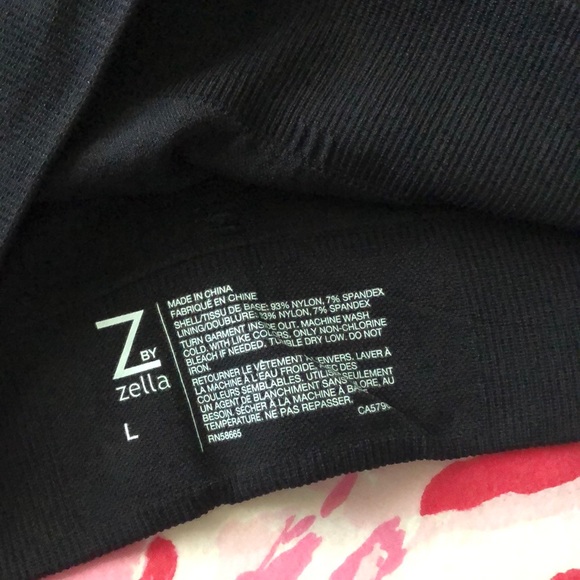 Z BY
zella
L
MADE IN CHINA
FABRIQUÉ EN CHINE
SHELL/TISSU DE BASE: 93% NYLON, 7% SPANDEX
LINING/DOUBLURE: 93% NYLON, 7% SPANDEX
TURN GARMENT INSIDE OUT. MACHINE WASH
COLD, WITH LIKE COLORS. ONLY NON-CHLORINE
BLEACH IF NEEDED. TUMBLE DRY LOW. DO NOT
IRON.
RETOURNER LE VÊTEMENT ENVERS. LAVER À
LA MACHINE À L'EAU FROIDE, DES
COULEURS SEMBLABLES. UTILISER
UN AGENT DE BLANCHIMENT SANS SEULEMENT
BESOIN. SÉCHER À LA MACHINE À BAORE, AU
TEMPÉRATURE. NE PAS REPASSER.
RN58665 CA579